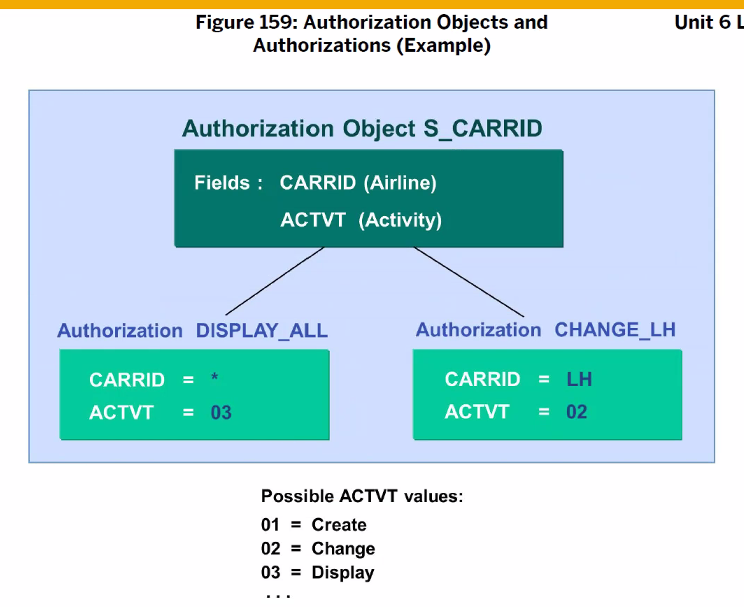 Figure 159: Authorization Objects and
Authorizations (Example)
Unit 6 L
Authorization Object S_CARRID
Fields : CARRID (Airline)
ACTVT (Activity)
Authorization DISPLAY_ALL
CARRID = *
ACTVT = 03
Authorization CHANGE_LH
CARRID = LH
ACTVT = 02
Possible ACTVT values:
01 = Create
02 = Change
03 = Display
...